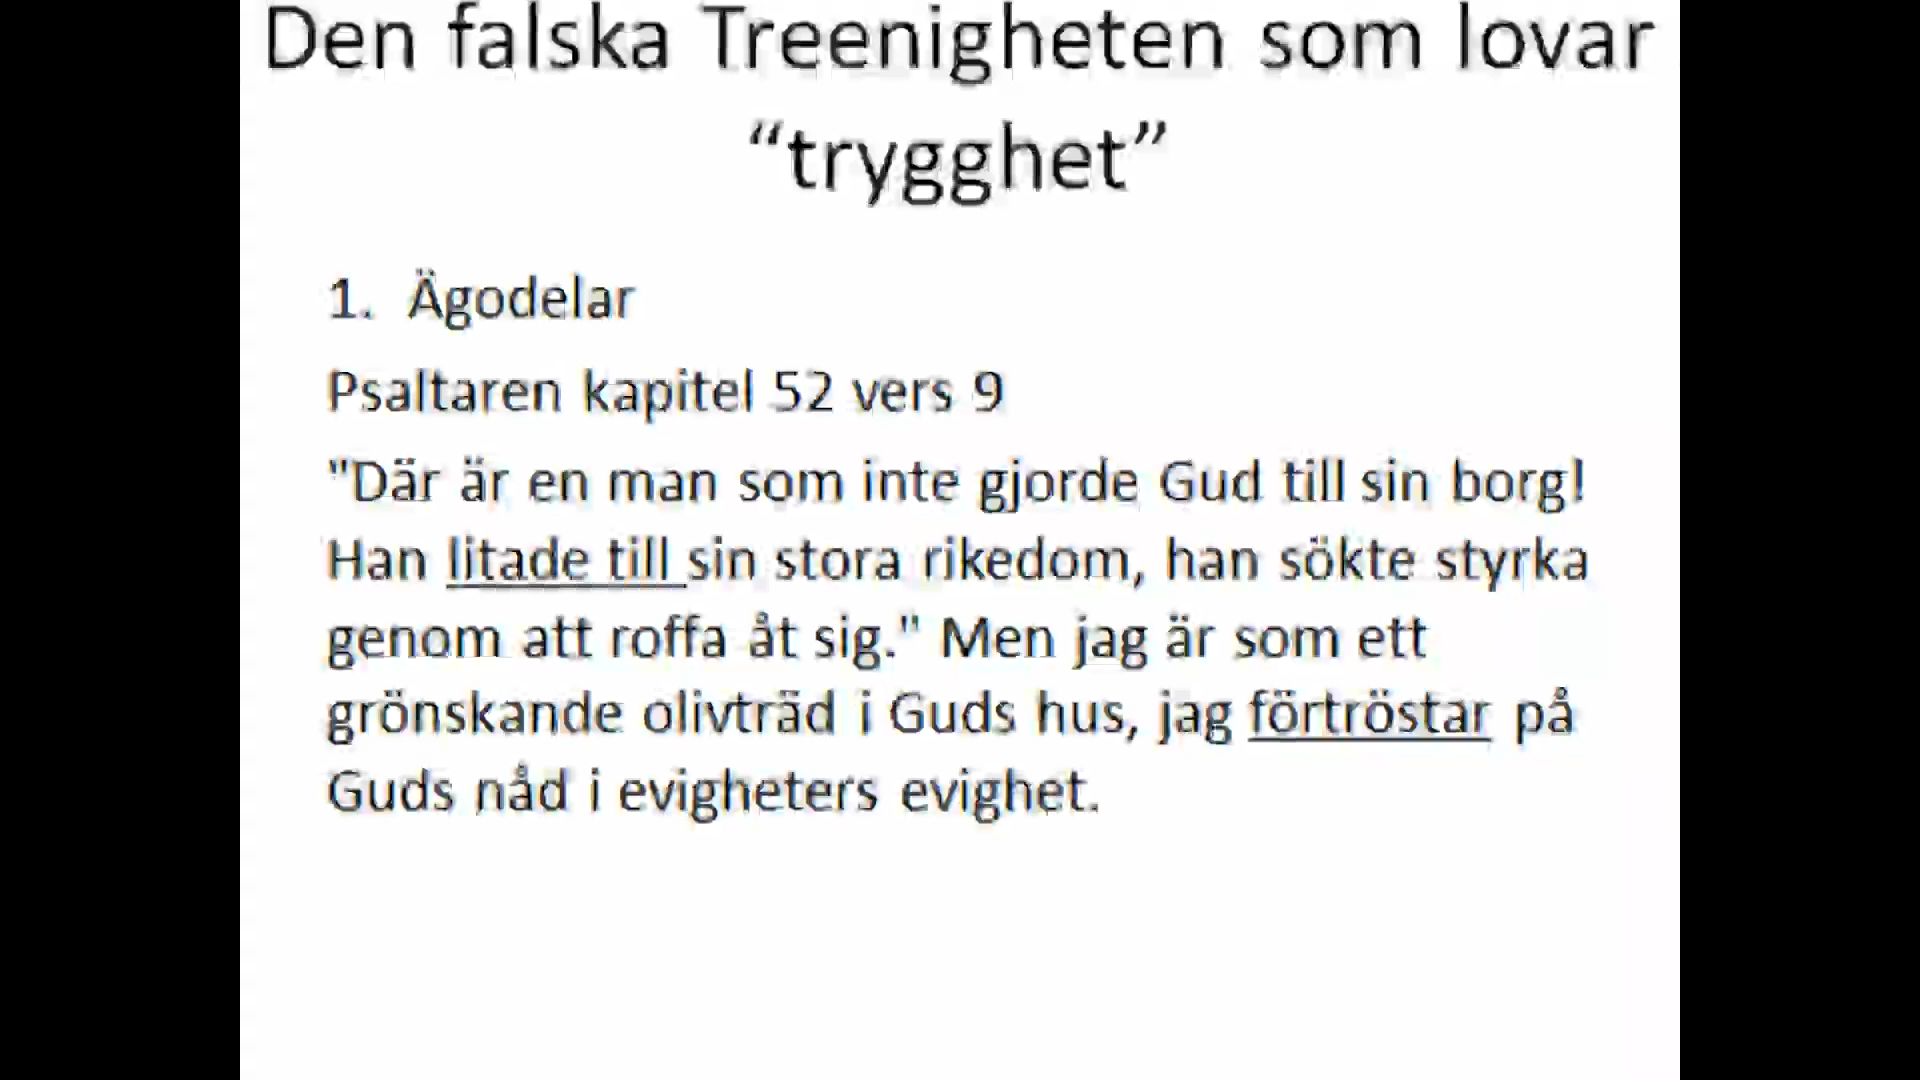 Den falska Treenigheten som lovar
“trygghet”
1. Ägodelar
Psaltaren kapitel 52 vers 9
"Där är en man som inte gjorde Gud till sin borg!
Han litade till sin stora rikedom, han sökte styrka
genom att roffa åt sig." Men jag är som ett
grönskande olivträd i Guds hus, jag förtröstar på
Guds nåd i evigheters evighet.